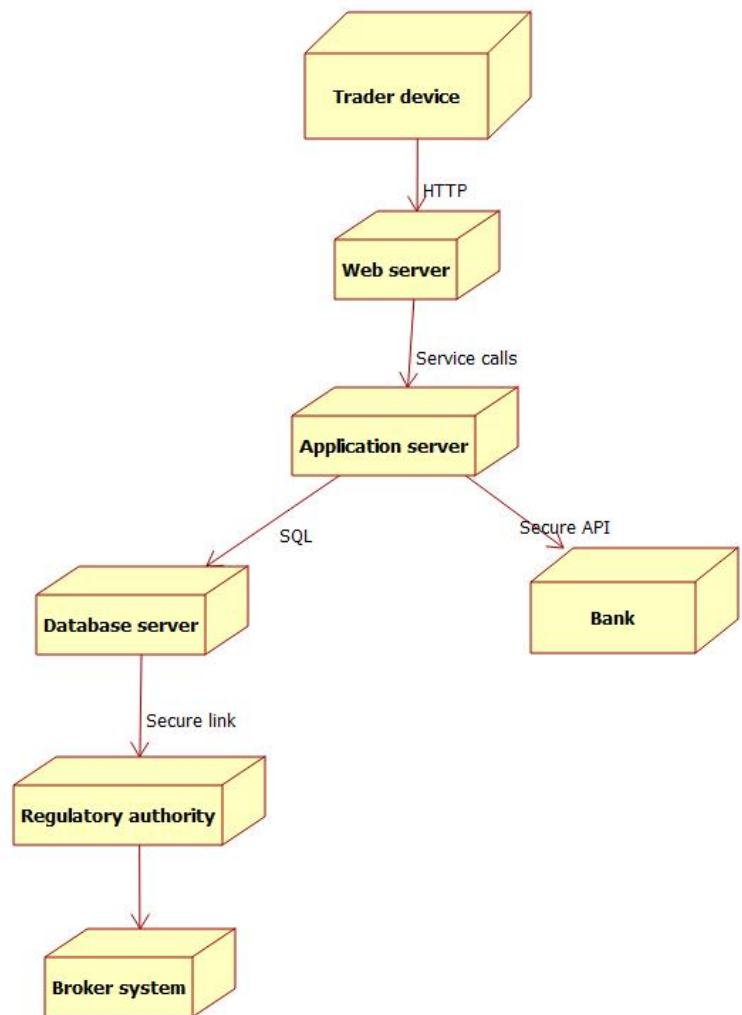 Trader device
HTTP
Web server
Service calls
Application server
SQL
Secure API
Database server
Bank
Secure link
Regulatory authority
Broker system